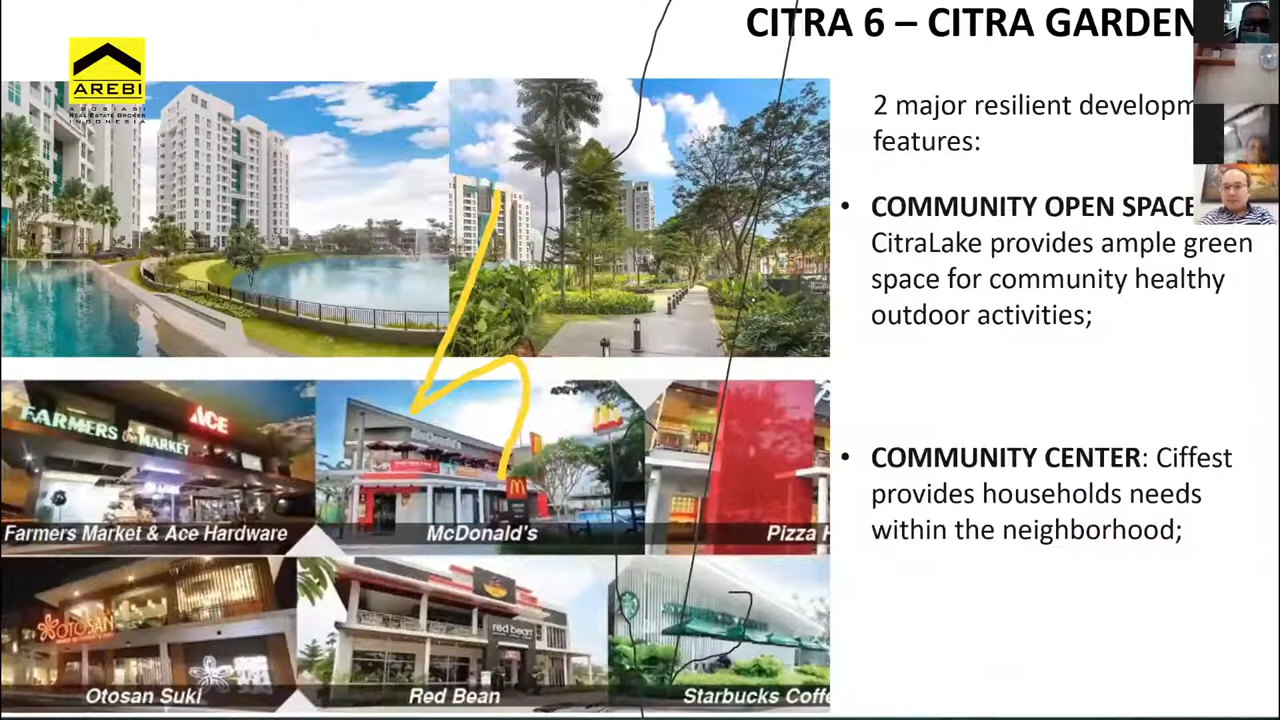 CITRA 6 – CITRA GARDEN
AREBI
ASOSIASI
REAL ESTATE BROKER
INDONESIA
2 major resilient developm
features:
• COMMUNITY OPEN SPACE
CitraLake provides ample green
space for community healthy
outdoor activities;
FARMERS MARKET
ACE
McDonald's
Farmers Market & Ace Hardware
McDonald's
Pizza H
• COMMUNITY CENTER: Ciffest
provides households needs
within the neighborhood;
OTOSAN
red bean
Otosan Suki
Red Bean
Starbucks Coffe